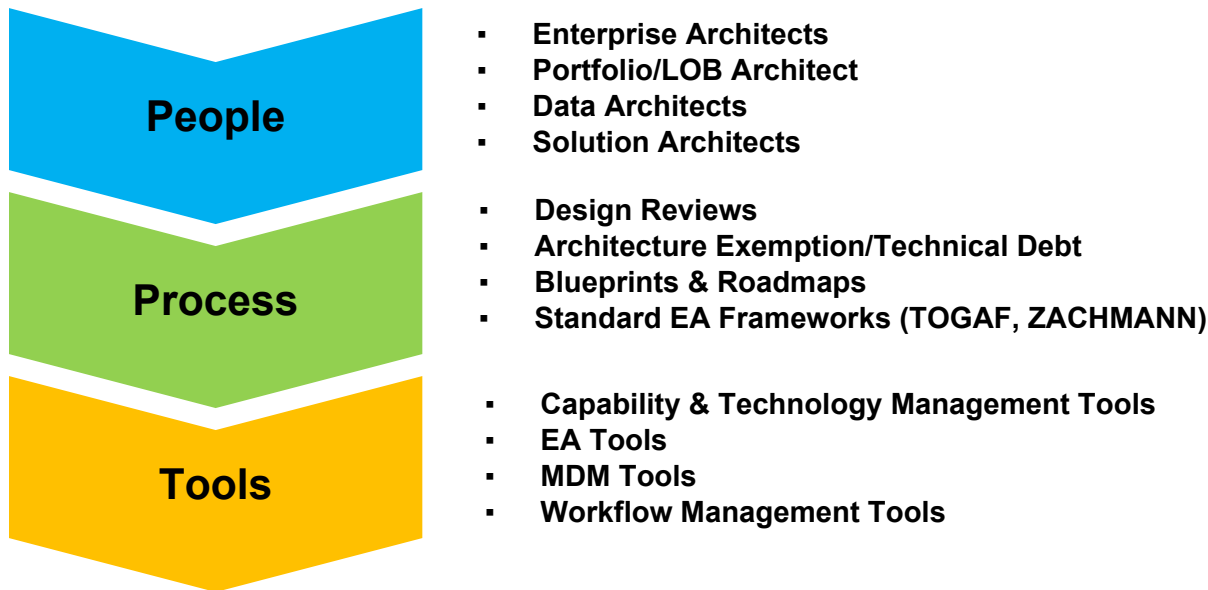 People
▪ Enterprise Architects
▪ Portfolio/LOB Architect
▪ Data Architects
▪ Solution Architects
Process
▪ Design Reviews
▪ Architecture Exemption/Technical Debt
▪ Blueprints & Roadmaps
▪ Standard EA Frameworks (TOGAF, ZACHMANN)
Tools
▪ Capability & Technology Management Tools
▪ EA Tools
▪ MDM Tools
▪ Workflow Management Tools